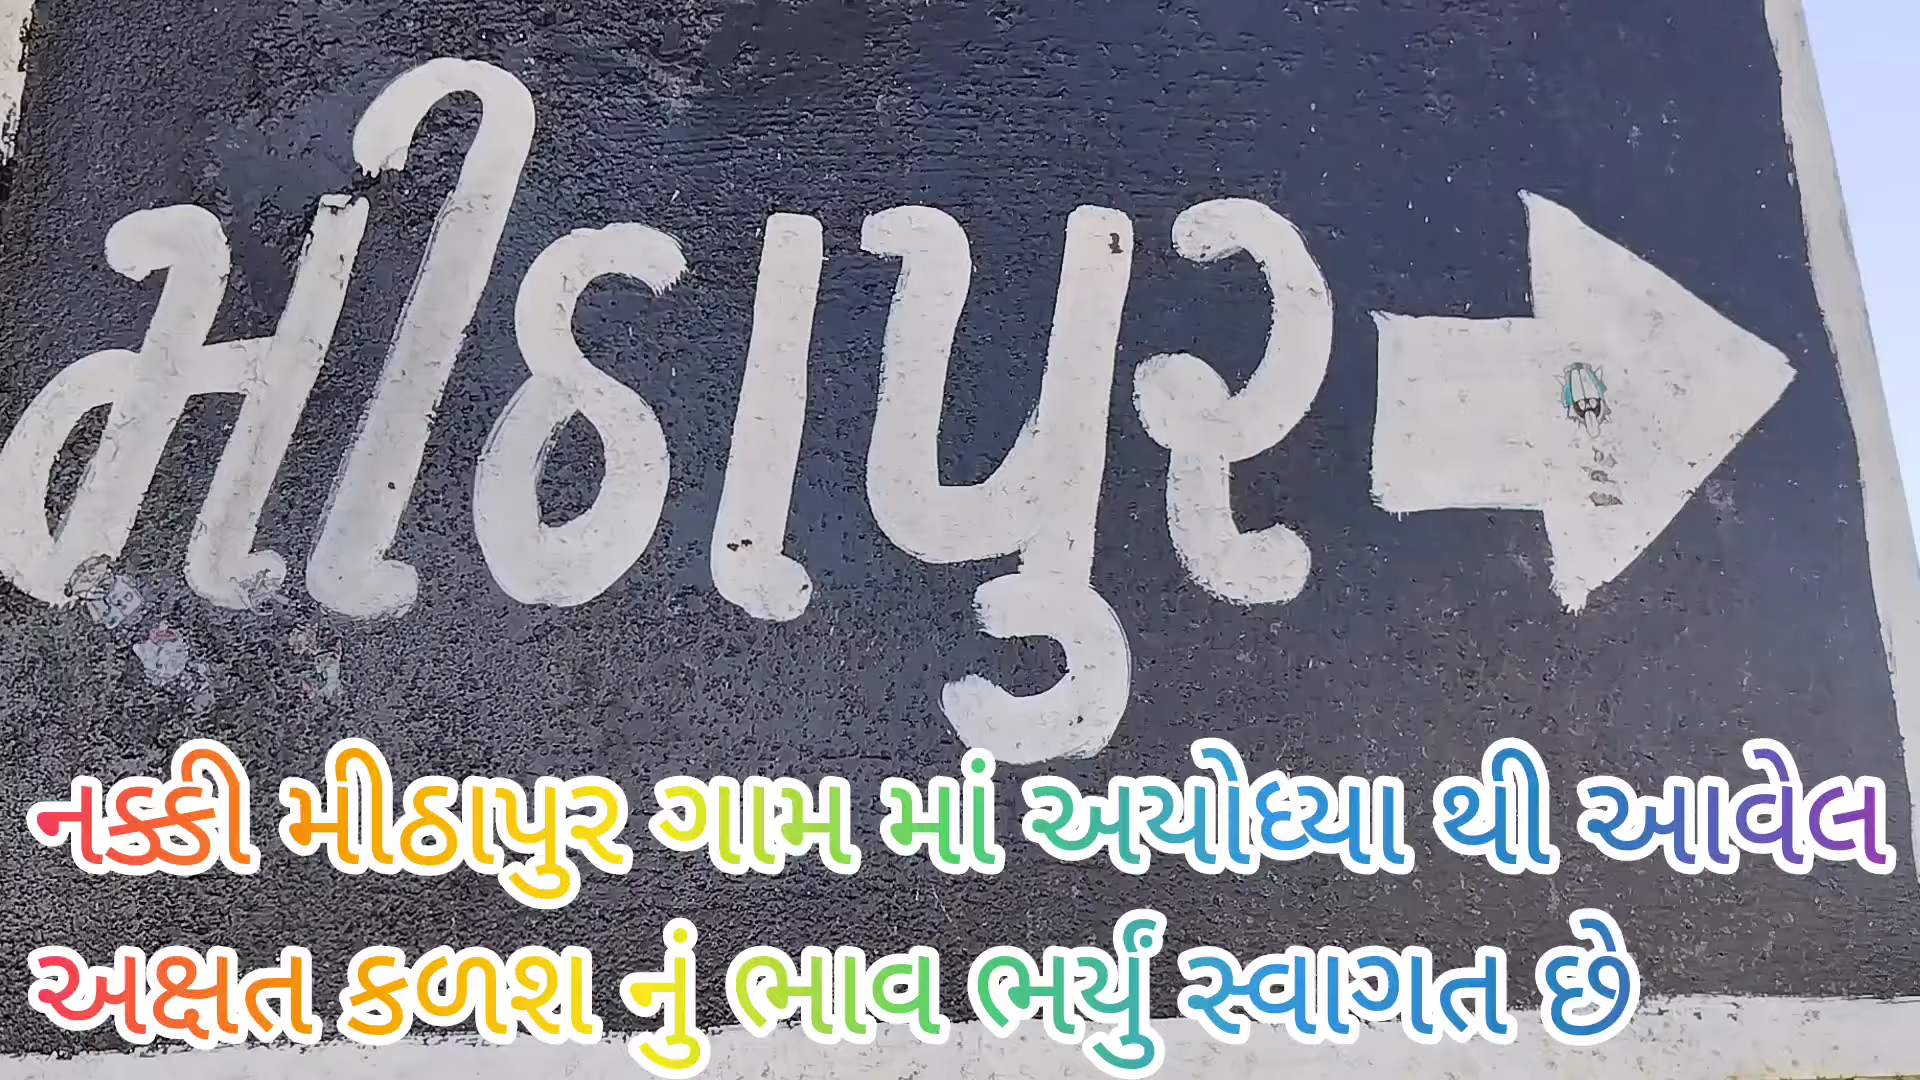 મીઠાપુર
નક્કી મીઠાપુર ગામ માં અયોધ્યા થી આવેલ
અક્ષત કળશ નું ભાવ ભર્યું સ્વાગત છે